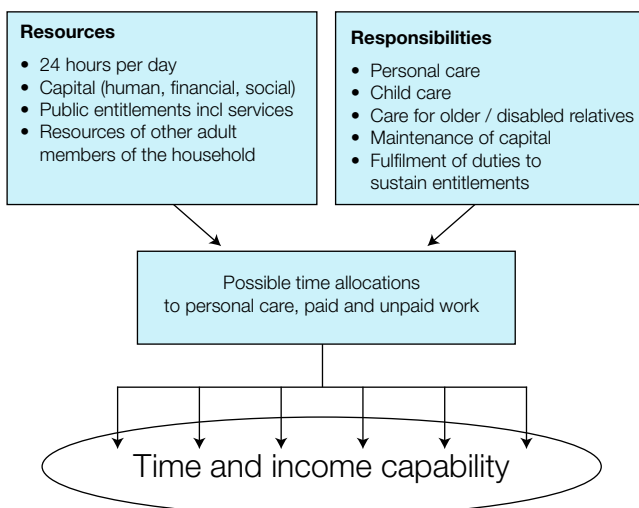 Resources
• 24 hours per day
• Capital (human, financial, social)
• Public entitlements incl services
• Resources of other adult
members of the household
Responsibilities
• Personal care
• Child care
• Care for older / disabled relatives
• Maintenance of capital
• Fulfilment of duties to
sustain entitlements
Possible time allocations
to personal care, paid and unpaid work
Time and income capability